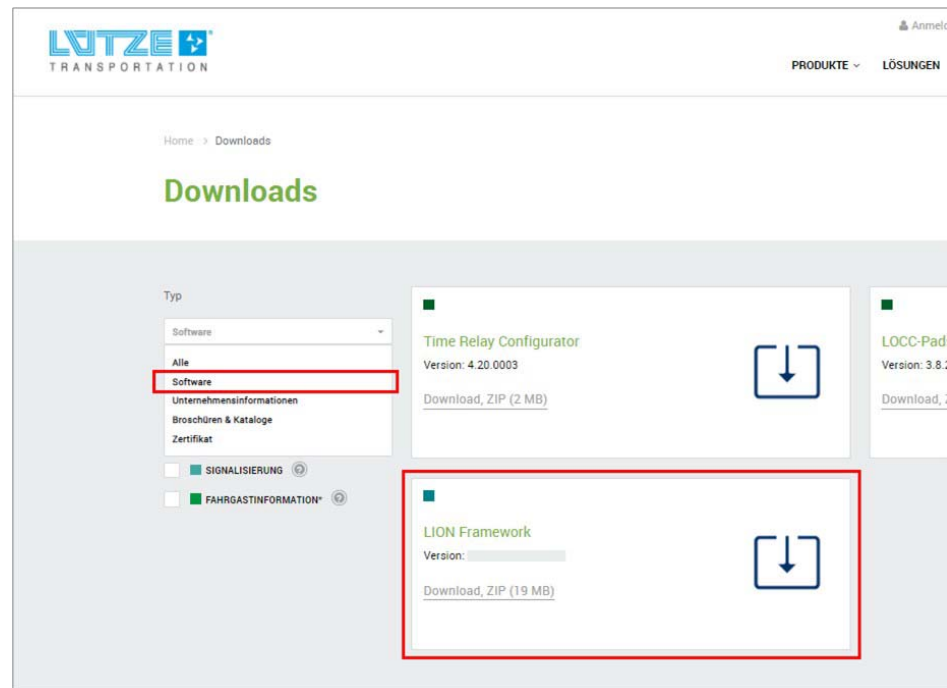 LÜTZE
TRANSPORTATION
Anmeld
PRODUKTE LÖSUNGEN
Home > Downloads
Downloads
Typ
Software
Alle
Software
Unternehmensinformationen
Broschüren & Kataloge
Zertifikat
SIGNALISIERUNG
FAHRGASTINFORMATION*
Time Relay Configurator
Version: 4.20.0003
Download, ZIP (2 MB)
LOCC-Pad
Version: 3.8.2
Download,
LION Framework
Version:
Download, ZIP (19 MB)